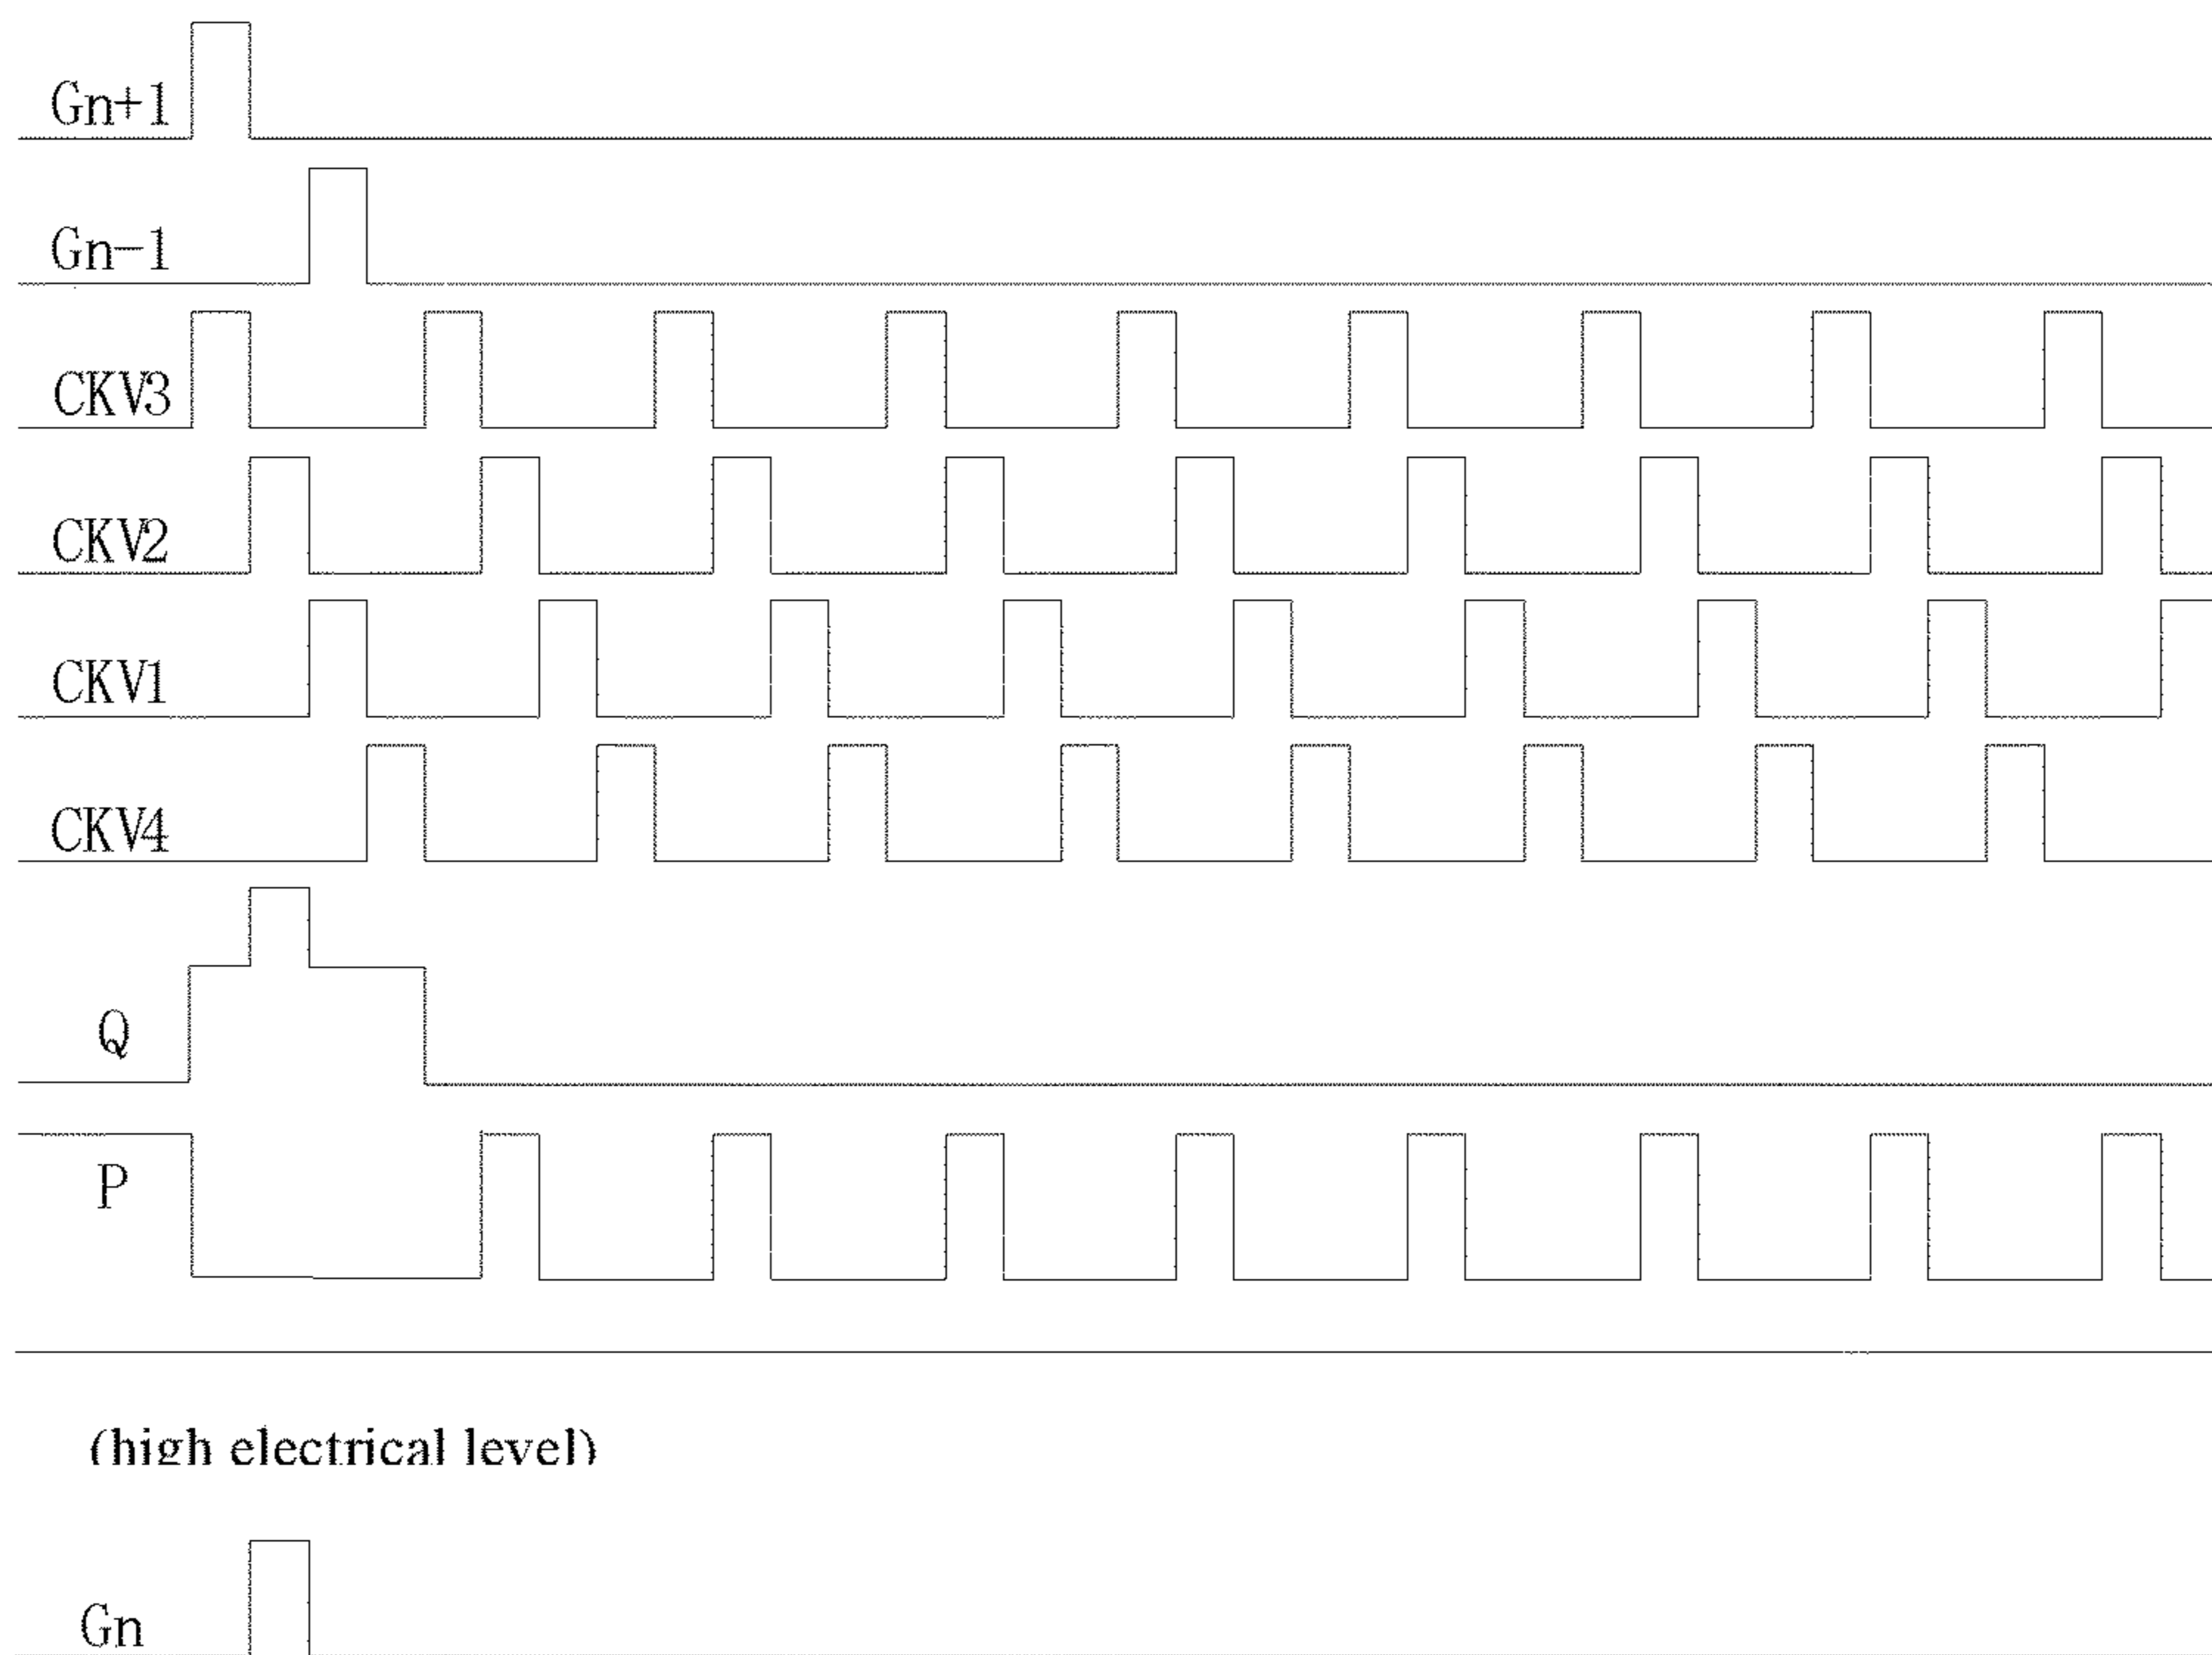 Gn+1
Gn-1
CKV3
CKV2
CKV1
CKV4
Q
P
(high electrical level)
Gn